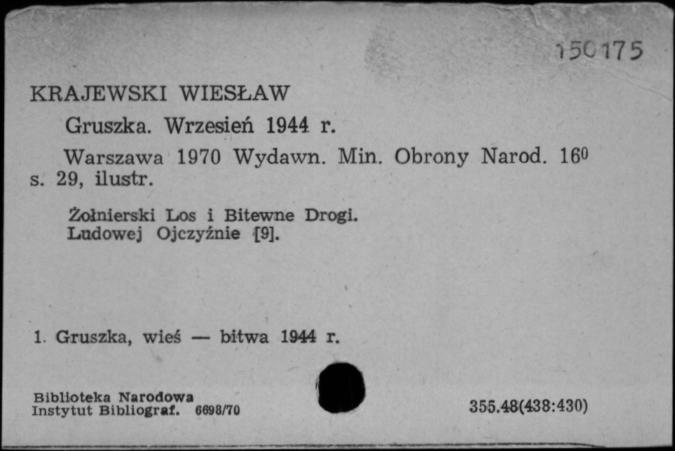 150175
KRAJEWSKI WIESŁAW
Gruszka. Wrzesień 1944 r.
Warszawa 1970 Wydawn. Min. Obrony Narod. 16⁰
s. 29, ilustr.
Żołnierski Los i Bitewne Drogi.
Ludowej Ojczyźnie [9].
1. Gruszka, wieś — bitwa 1944 r.
Biblioteka Narodowa
Instytut Bibliograf. 6698/70
355.48(438:430)